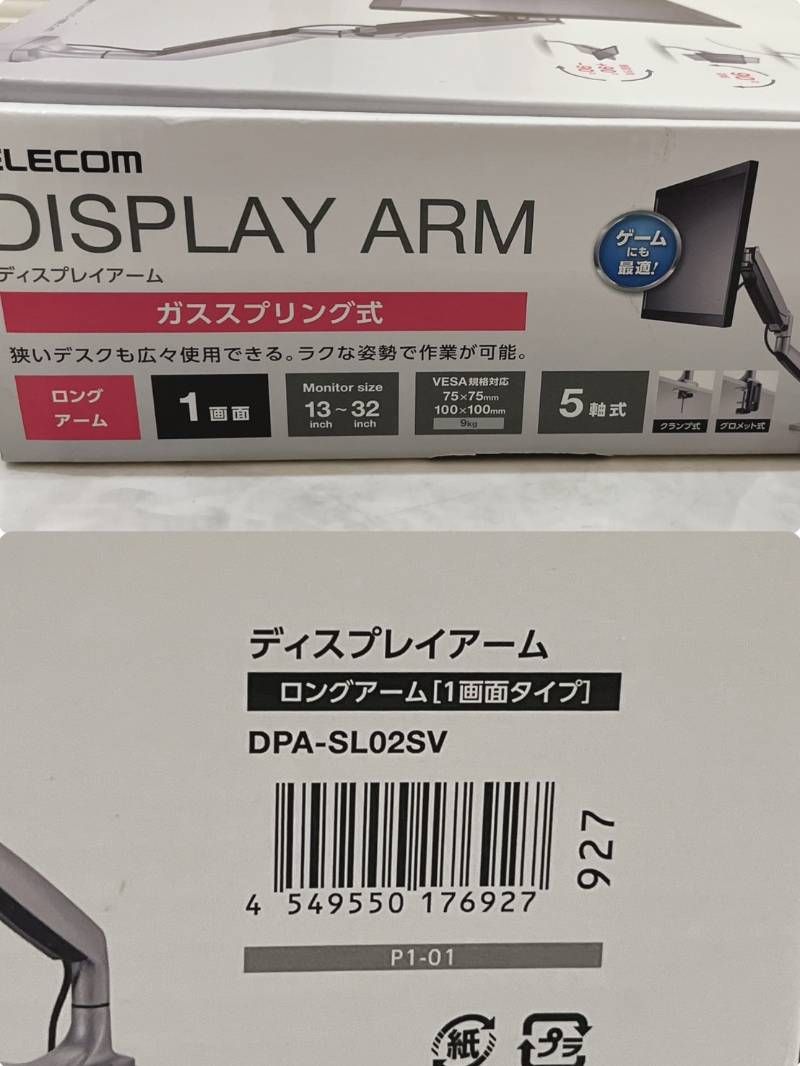 ELECOM
DISPLAY ARM
ディスプレイアーム
ゲーム
にも
最適!
ガススプリング式
狭いデスクも広々使用できる。ラクな姿勢で作業が可能。
ロング
アーム
1画面
Monitor size
13~32
inch inch
VESA規格対応
75×75mm
100×100mm
9kg
5軸式
クランプ式
グロメット式
ディスプレイアーム
ロングアーム[1画面タイプ]
DPA-SL02SV
927
4 549550 176927
P1-01
紙
プラ